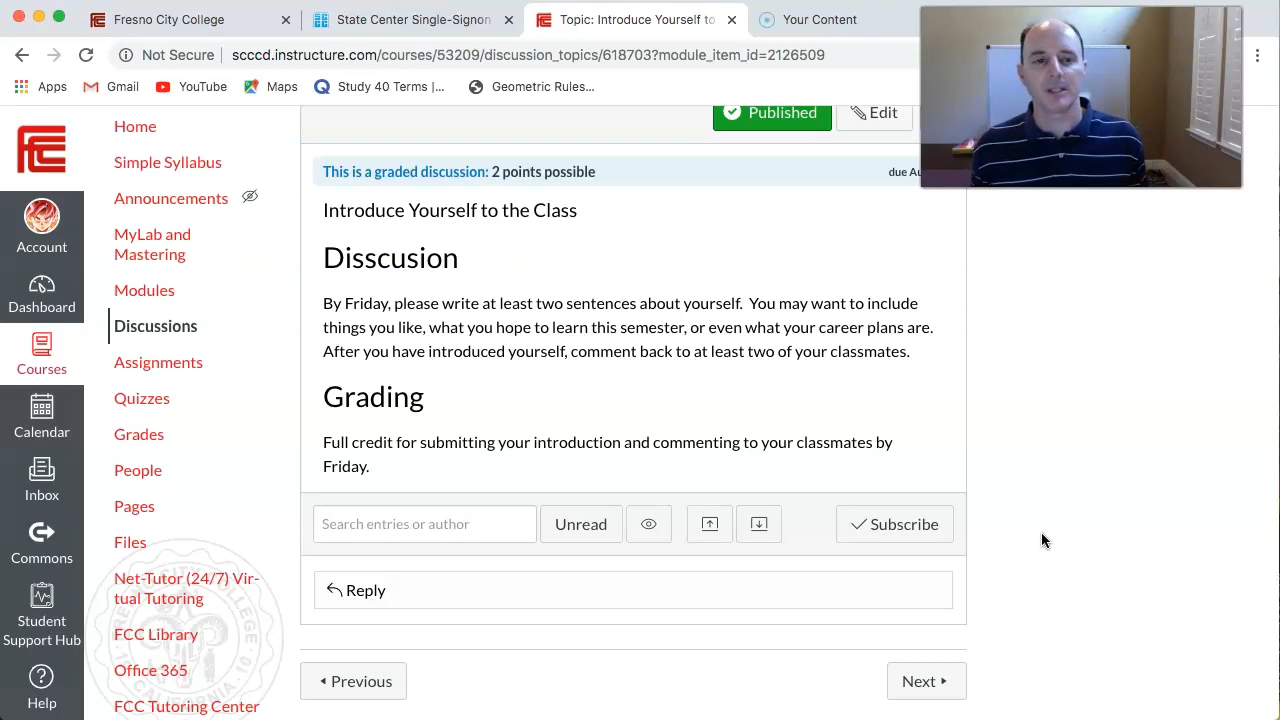 Fresno City College
State Center Single-Signon
Topic: Introduce Yourself to
Your Content
Not Secure
scccd.instructure.com/courses/53209/discussion_topics/618703?module_item_id=2126509
Apps
Gmail
YouTube
Maps
Study 40 Terms |...
Geometric Rules...
Account
Dashboard
Courses
Calendar
Inbox
Commons
Student
Support Hub
Help
Home
Simple Syllabus
Announcements
MyLab and
Mastering
Modules
Discussions
Assignments
Quizzes
Grades
People
Pages
Files
Net-Tutor (24/7) Vir-
tual Tutoring
FCC Library
Office 365
FCC Tutoring Center
Published
Edit
This is a graded discussion: 2 points possible
due Au
Introduce Yourself to the Class
Disscusion
By Friday, please write at least two sentences about yourself. You may want to include
things you like, what you hope to learn this semester, or even what your career plans are.
After you have introduced yourself, comment back to at least two of your classmates.
Grading
Full credit for submitting your introduction and commenting to your classmates by
Friday.
Search entries or author
Unread
Subscribe
Reply
Previous
Next